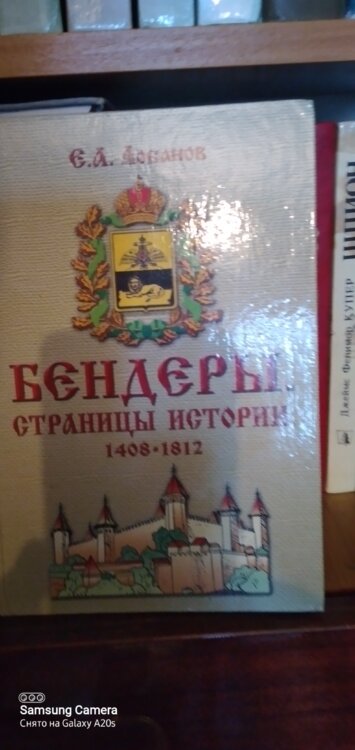 Е.А. Лобанов
БЕНДЕРЫ.
СТРАНИЦЫ ИСТОРИИ
1408-1812
Джеймс Фенимор КУПЕР ШПИОН
Samsung Camera
Снято на Galaxy A20s